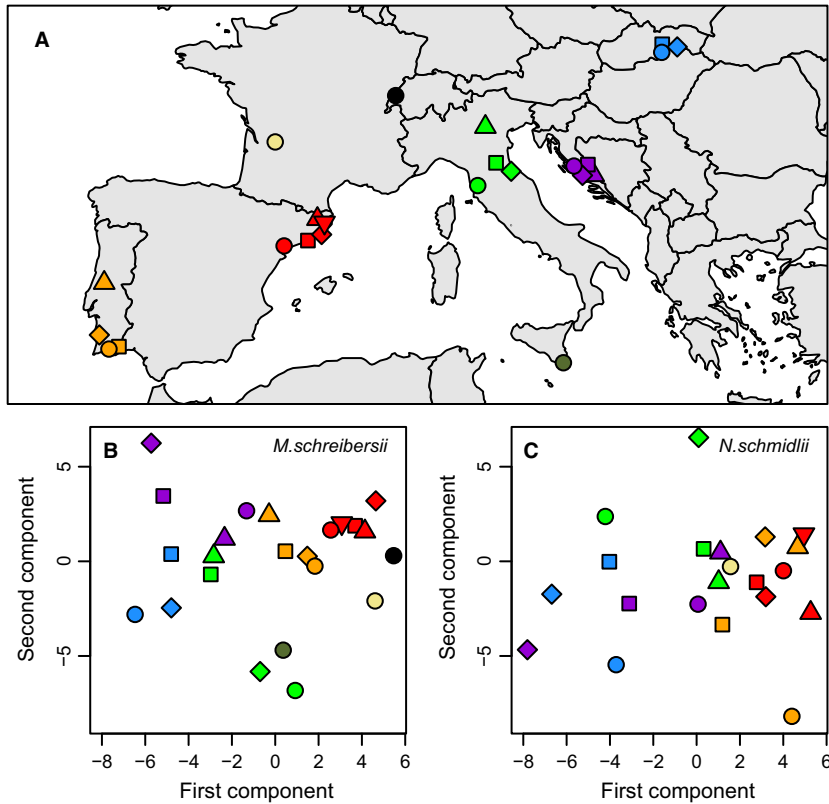 A
B
M.schreibersii
5
0
−5
Second component
−8
−6
−4
−2
0
2
4
6
First component
C
N.schmidlii
5
0
−5
Second component
−8
−6
−4
−2
0
2
4
6
First component